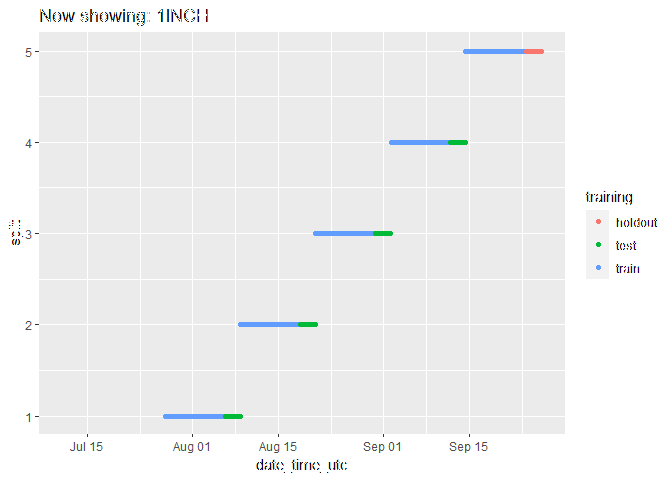 Now showing: 1INCH
5
4
3
2
1
split
Jul 15
Aug 01
Aug 15
Sep 01
Sep 15
date_time_utc
training
holdout
test
train